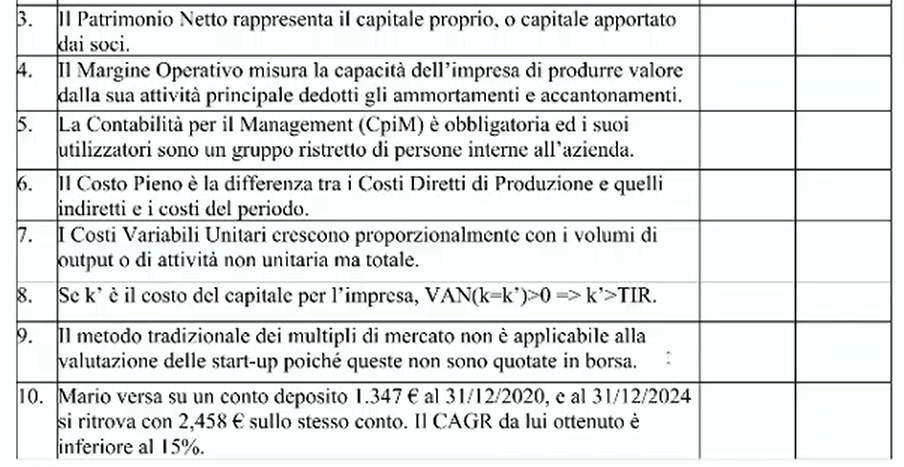 3. Il Patrimonio Netto rappresenta il capitale proprio, o capitale apportato
dai soci.
4. Il Margine Operativo misura la capacità dell'impresa di produrre valore
dalla sua attività principale dedotti gli ammortamenti e accantonamenti.
5. La Contabilità per il Management (CpiM) è obbligatoria ed i suoi
utilizzatori sono un gruppo ristretto di persone interne all'azienda.
6. Il Costo Pieno è la differenza tra i Costi Diretti di Produzione e quelli
indiretti e i costi del periodo.
7. I Costi Variabili Unitari crescono proporzionalmente con i volumi di
output o di attività non unitaria ma totale.
8. Se k' è il costo del capitale per l'impresa, VAN(k=k')>0 => k'>TIR.
9. Il metodo tradizionale dei multipli di mercato non è applicabile alla
valutazione delle start-up poiché queste non sono quotate in borsa.
10. Mario versa su un conto deposito 1.347 € al 31/12/2020, e al 31/12/2024
si ritrova con 2,458 € sullo stesso conto. Il CAGR da lui ottenuto è
inferiore al 15%.